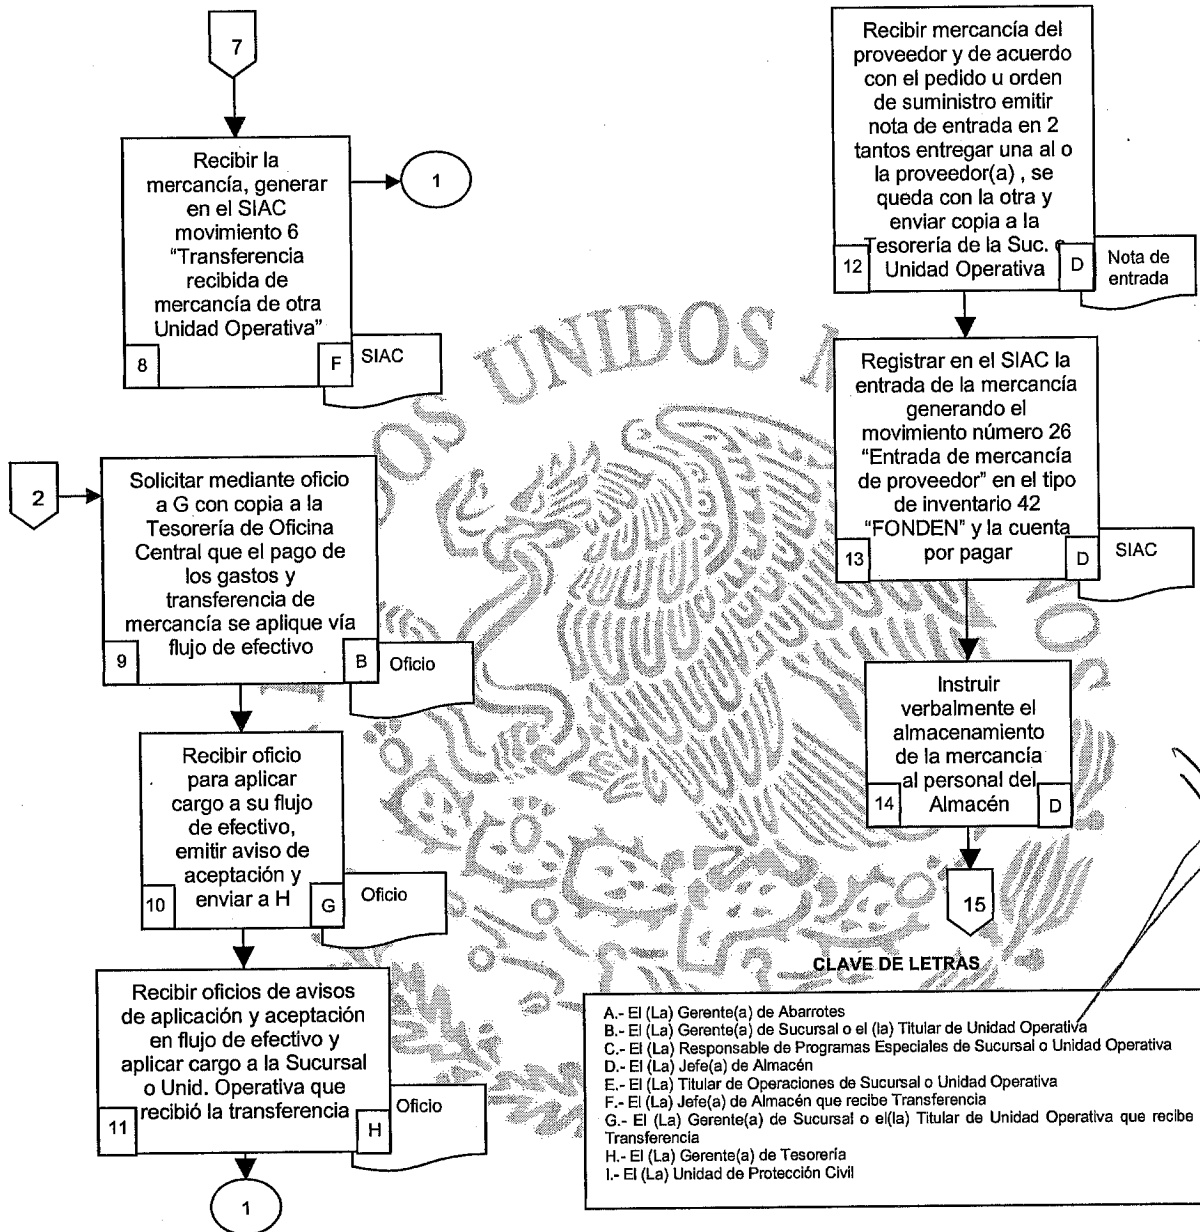 7
Recibir la
mercancía, generar
en el SIAC
movimiento 6
“Transferencia
recibida de
mercancía de otra
Unidad Operativa”
8
F
SIAC
1
2
Solicitar mediante oficio
a G con copia a la
Tesorería de Oficina
Central que el pago de
los gastos y
transferencia de
mercancía se aplique vía
flujo de efectivo
9
B
Oficio
Recibir oficio
para aplicar
cargo a su flujo
de efectivo,
emitir aviso de
aceptación y
enviar a H
10
G
Oficio
Recibir oficios de avisos
de aplicación y aceptación
en flujo de efectivo y
aplicar cargo a la Sucursal
o Unid. Operativa que
recibió la transferencia
11
H
Oficio
1
Recibir mercancía del
proveedor y de acuerdo
con el pedido u orden
de suministro emitir
nota de entrada en 2
tantos entregar una al o
la proveedor(a) , se
queda con la otra y
enviar copia a la
Tesorería de la Suc. o
Unidad Operativa
12
D
Nota de
entrada
Registrar en el SIAC la
entrada de la mercancía
generando el
movimiento número 26
“Entrada de mercancía
de proveedor” en el tipo
de inventario 42
“FONDEN” y la cuenta
por pagar
13
D
SIAC
Instruir
verbalmente el
almacenamiento
de la mercancía
al personal del
Almacén
14
D
15
CLAVE DE LETRAS
A.- El (La) Gerente(a) de Abarrotes
B.- El (La) Gerente(a) de Sucursal o el (la) Titular de Unidad Operativa
C.- El (La) Responsable de Programas Especiales de Sucursal o Unidad Operativa
D.- El (La) Jefe(a) de Almacén
E.- El (La) Titular de Operaciones de Sucursal o Unidad Operativa
F.- El (La) Jefe(a) de Almacén que recibe Transferencia
G.- El (La) Gerente(a) de Sucursal o el(la) Titular de Unidad Operativa que recibe
Transferencia
H.- El (La) Gerente(a) de Tesorería
I.- El (La) Unidad de Protección Civil
UNIDOS